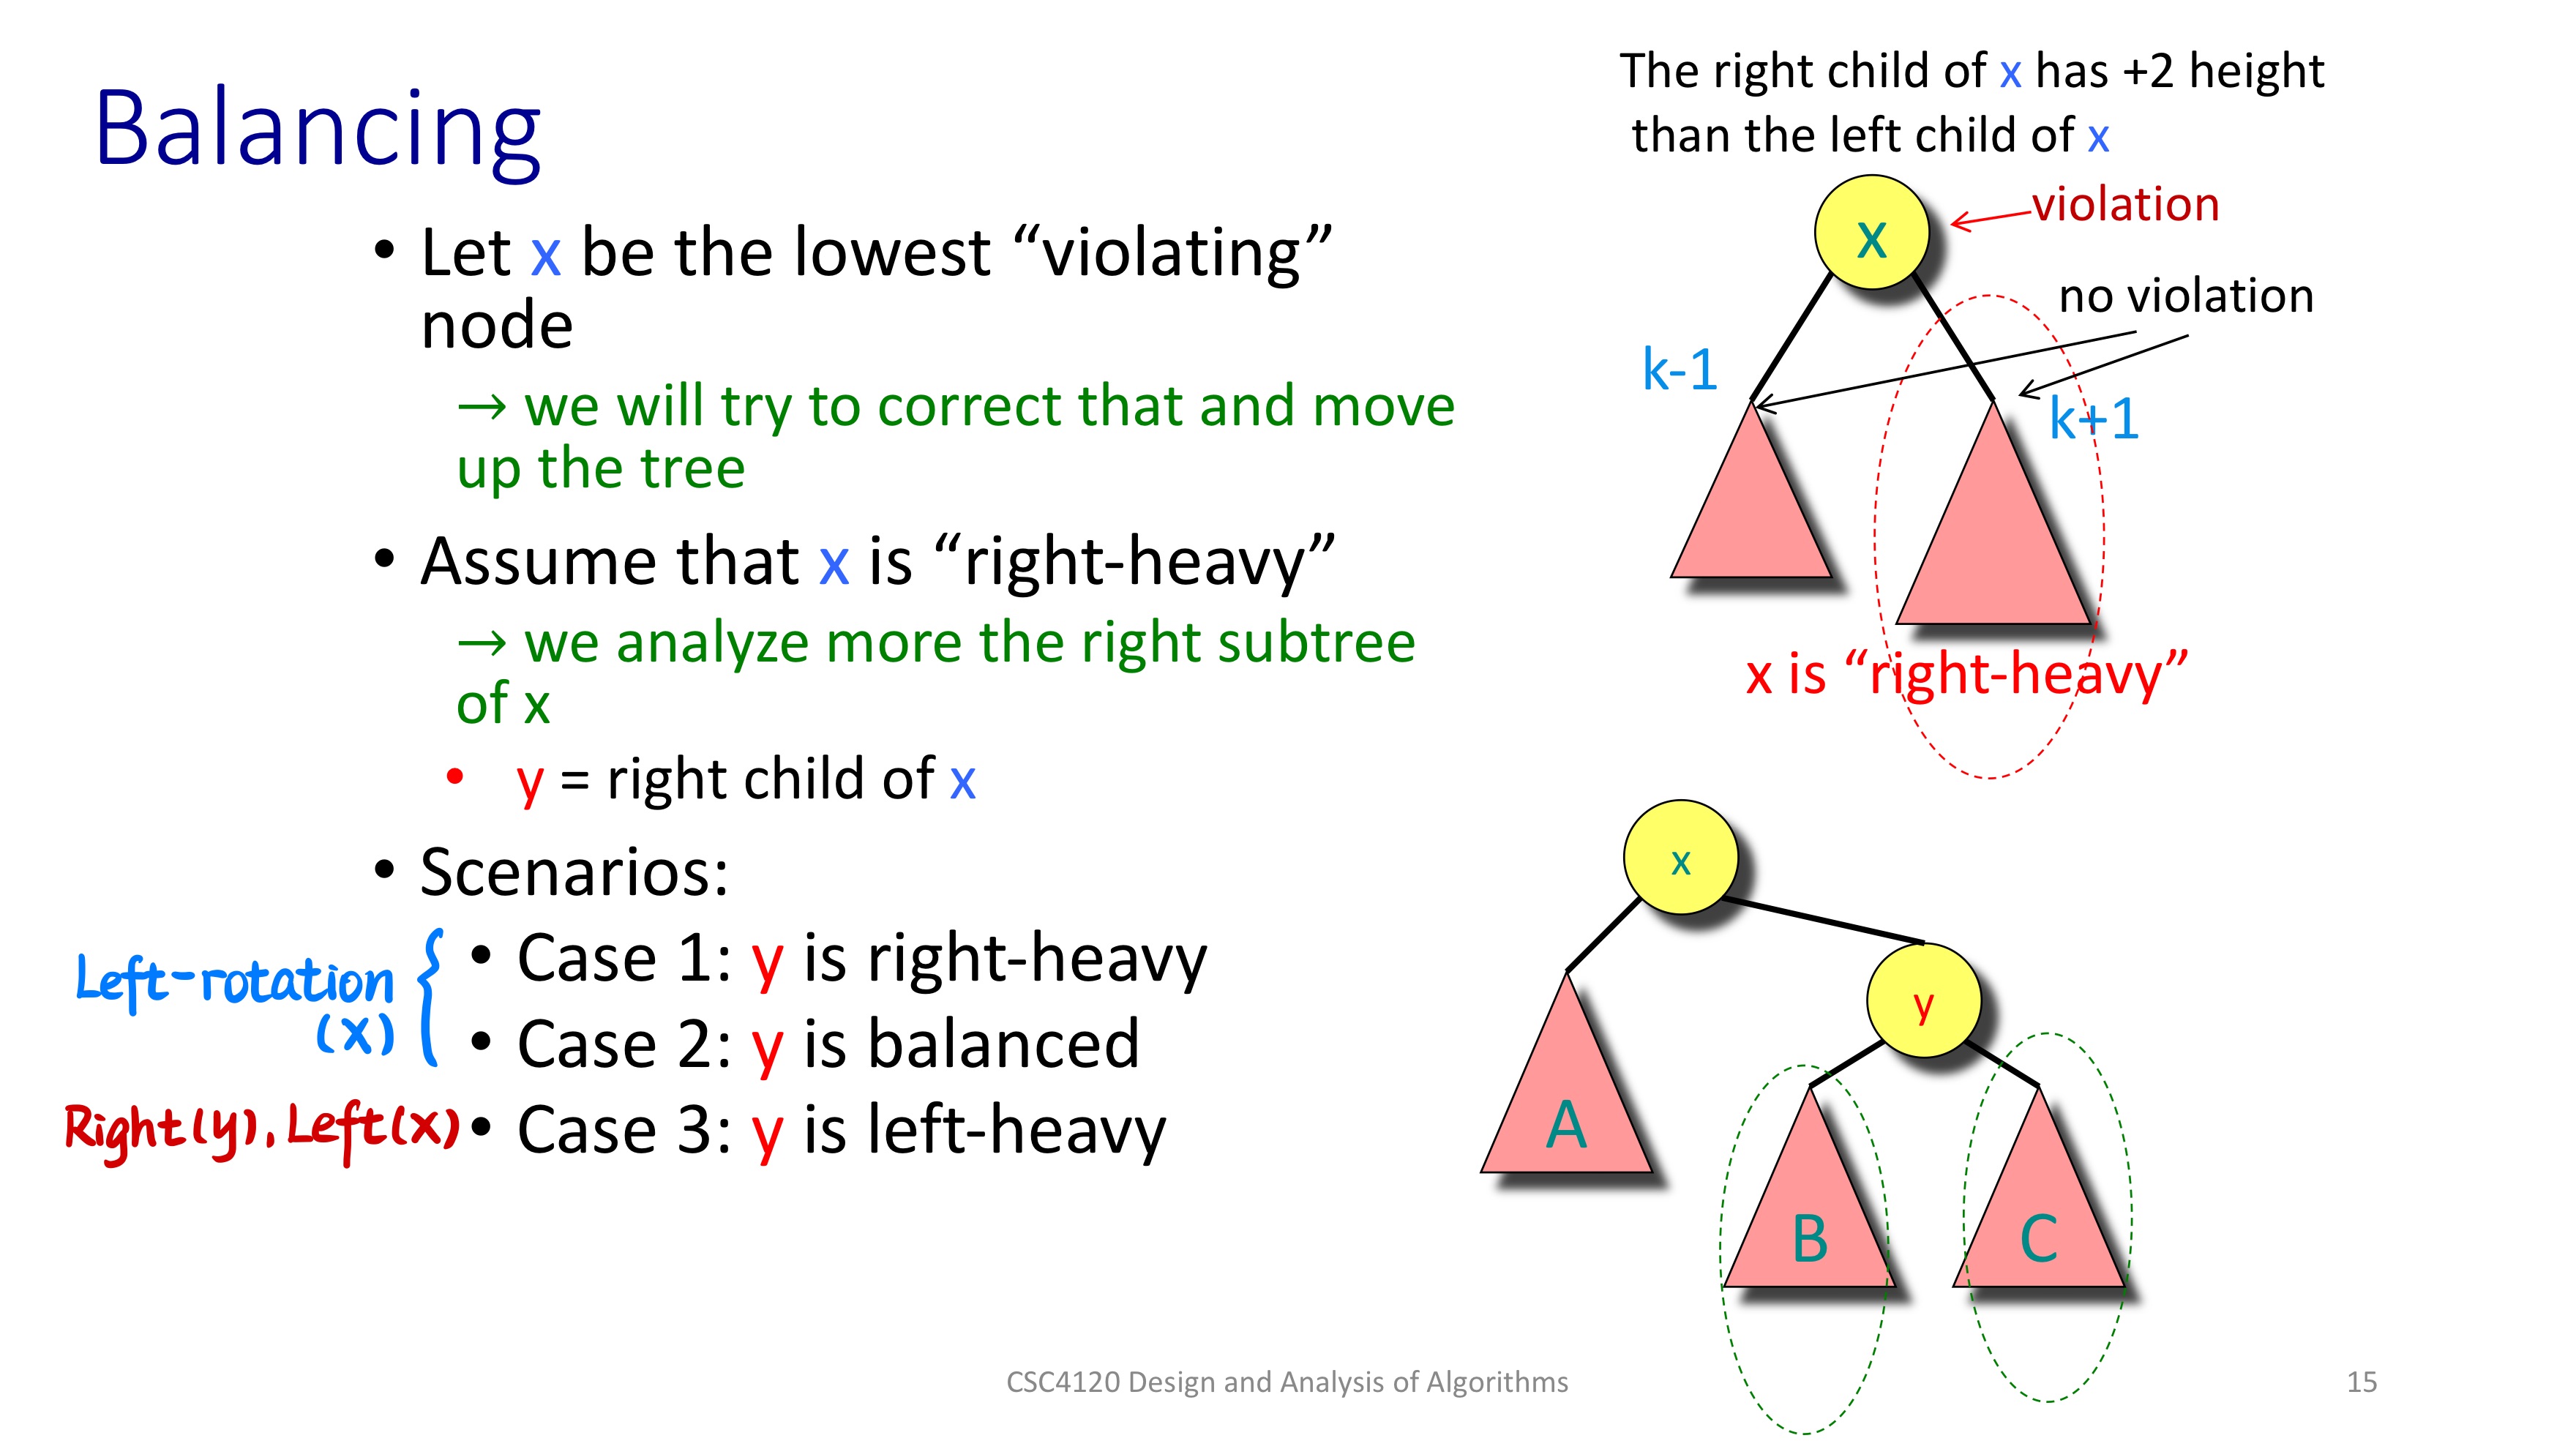 Balancing
• Let x be the lowest “violating”
node
→ we will try to correct that and move
up the tree
• Assume that x is “right-heavy”
→ we analyze more the right subtree
of x
• y = right child of x
• Scenarios:
• Case 1: y is right-heavy
• Case 2: y is balanced
• Case 3: y is left-heavy
Left-rotation
(x)
Right(y), Left(x)
The right child of x has +2 height
than the left child of x
x
violation
no violation
k-1
k+1
x is “right-heavy”
x
y
A
B
C
CSC4120 Design and Analysis of Algorithms
15